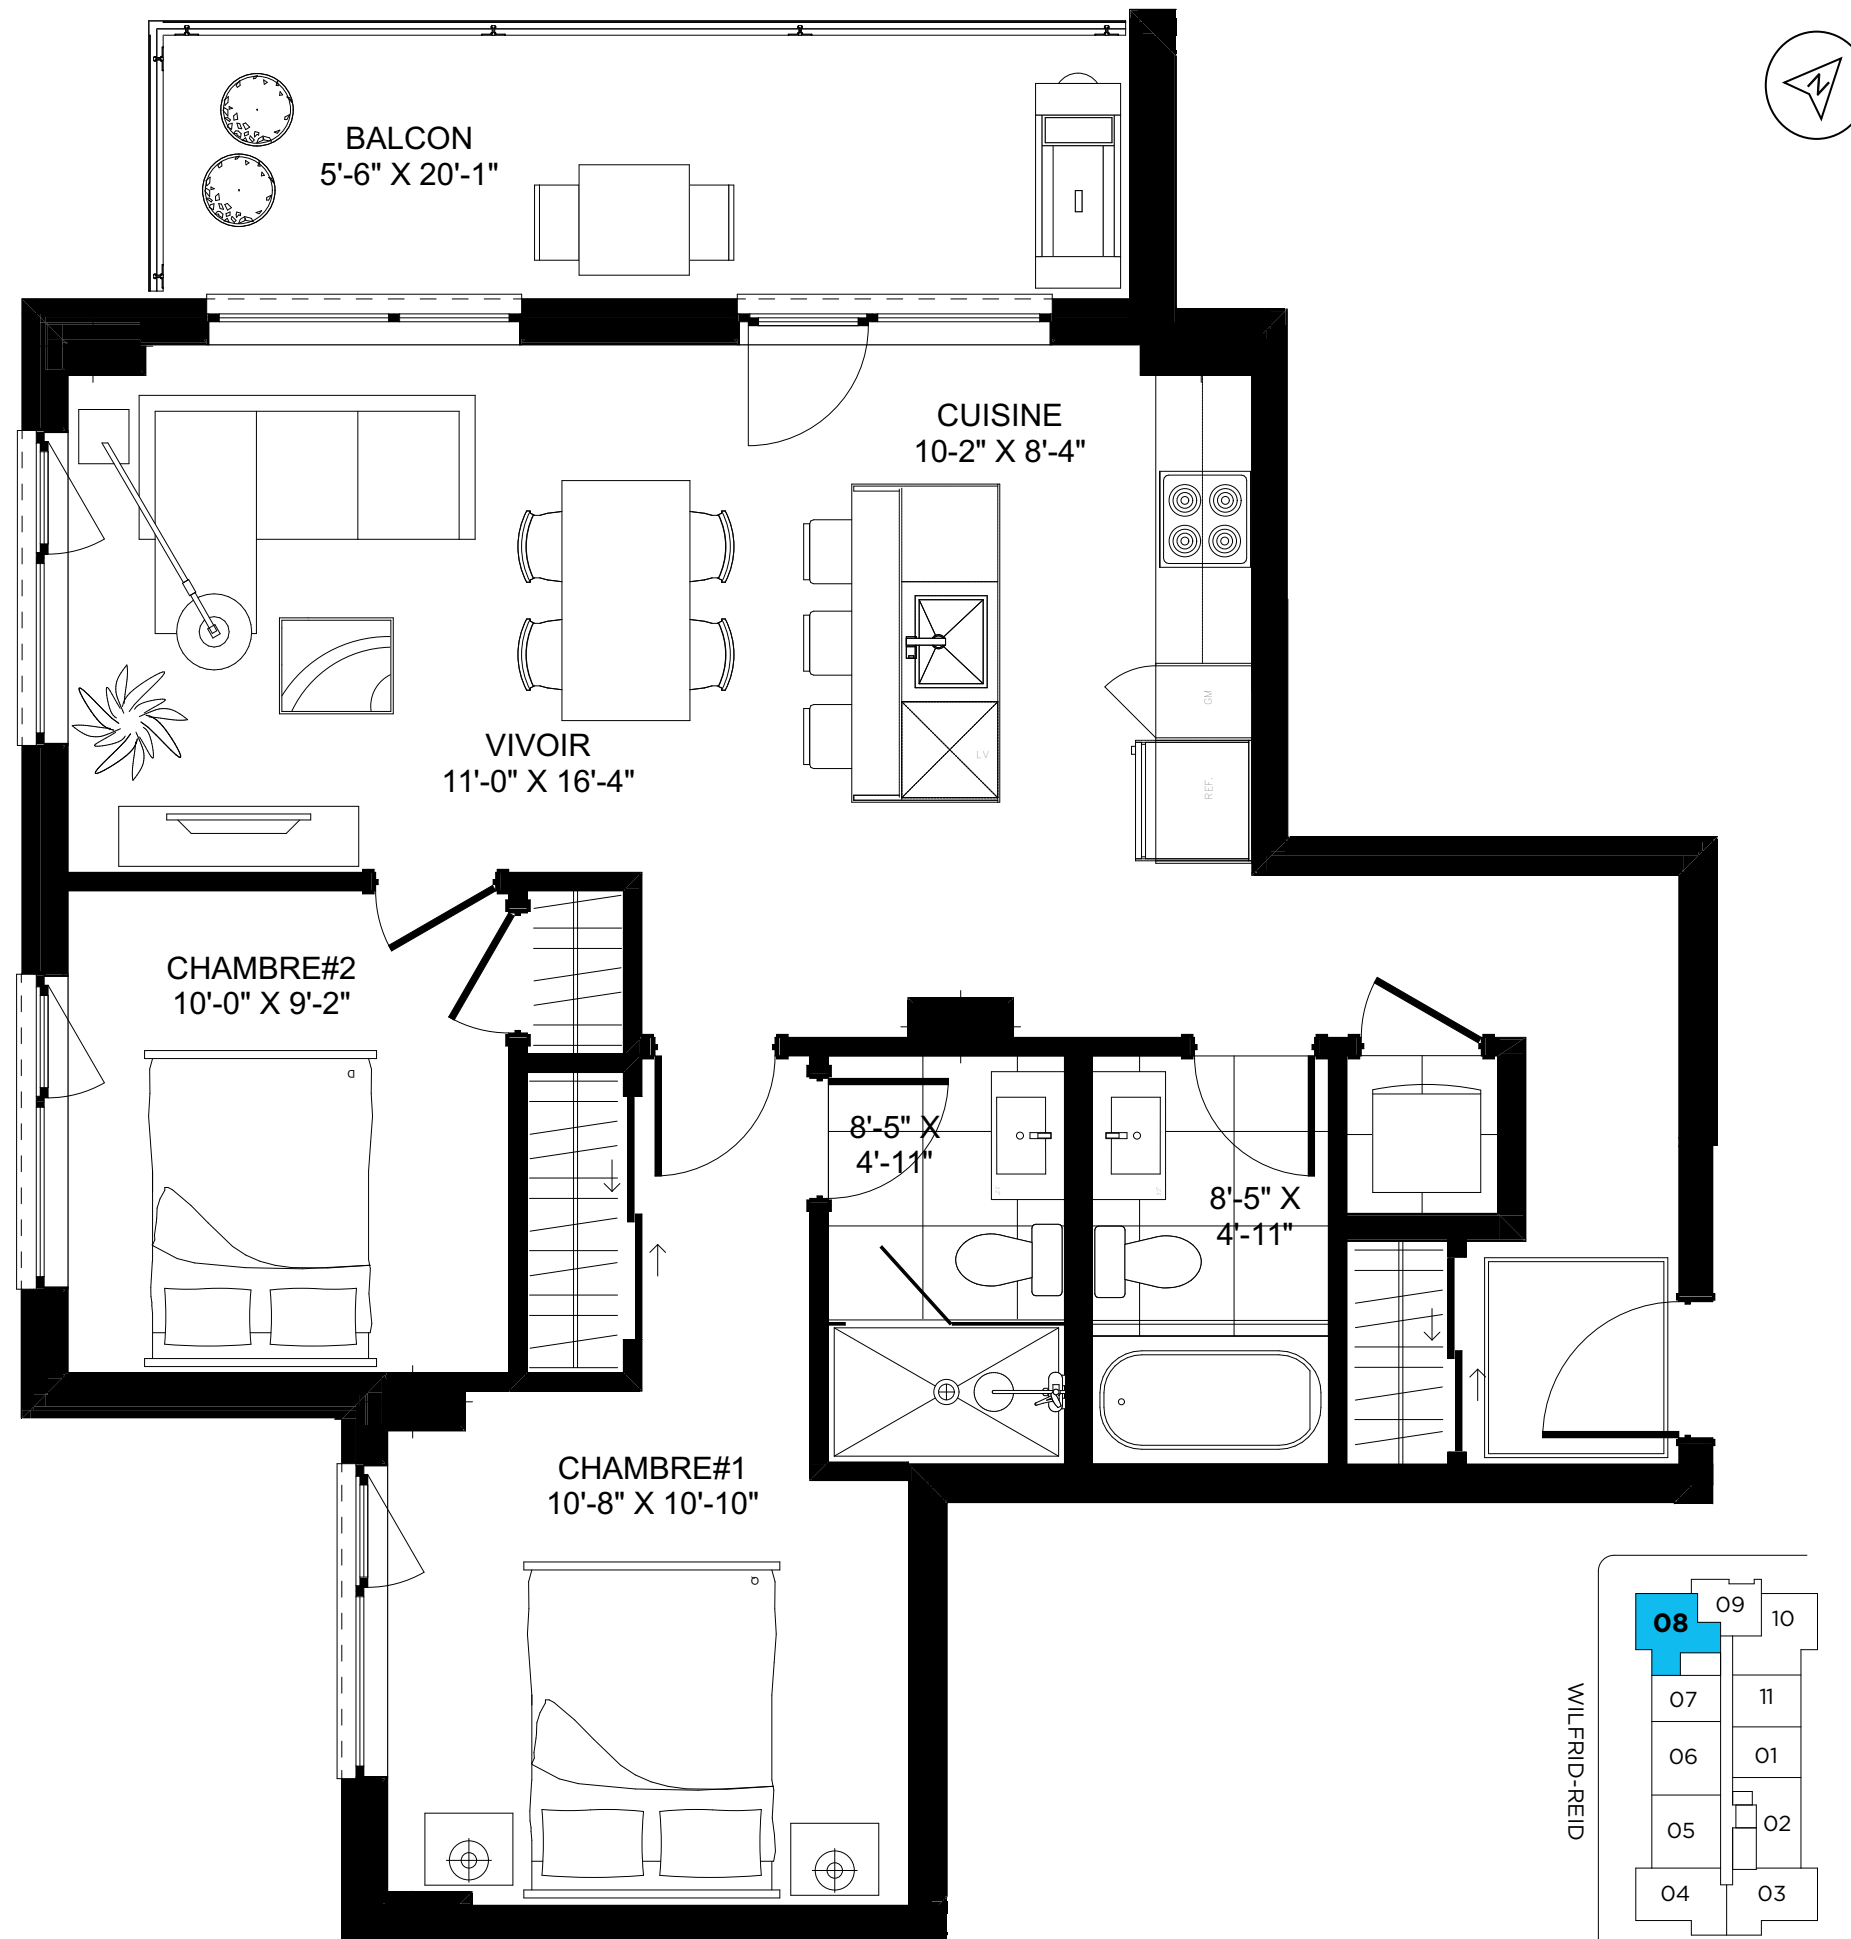 N
BALCON
5'-6" X 20'-1"
CUISINE
10-2" X 8'-4"
GM
LV
REF.
VIVOIR
11'-0" X 16'-4"
CHAMBRE#2
10'-0" X 9'-2"
8'-5" X
4'-11"
8'-5" X
4'-11"
CHAMBRE#1
10'-8" X 10'-10"
WILFRID-REID
08
09
10
07
11
06
01
05
02
04
03